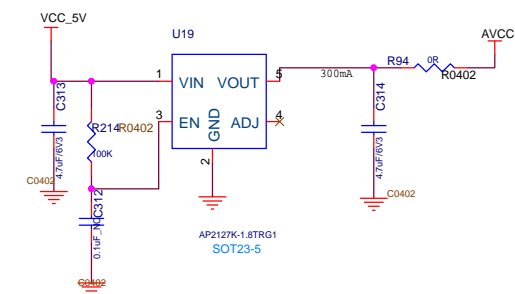 VCC_5V
U19
AVCC
R94
0R
R0402
1
VIN
VOUT
5
300mA
C313
4.7uF/6V3
C0402
R214
R0402
100K
3
EN
ADJ
4
GND
2
C314
4.7uF/6V3
C0402
C312
0.1uF_NC
C0402
AP2127K-1.8TRG1
SOT23-5